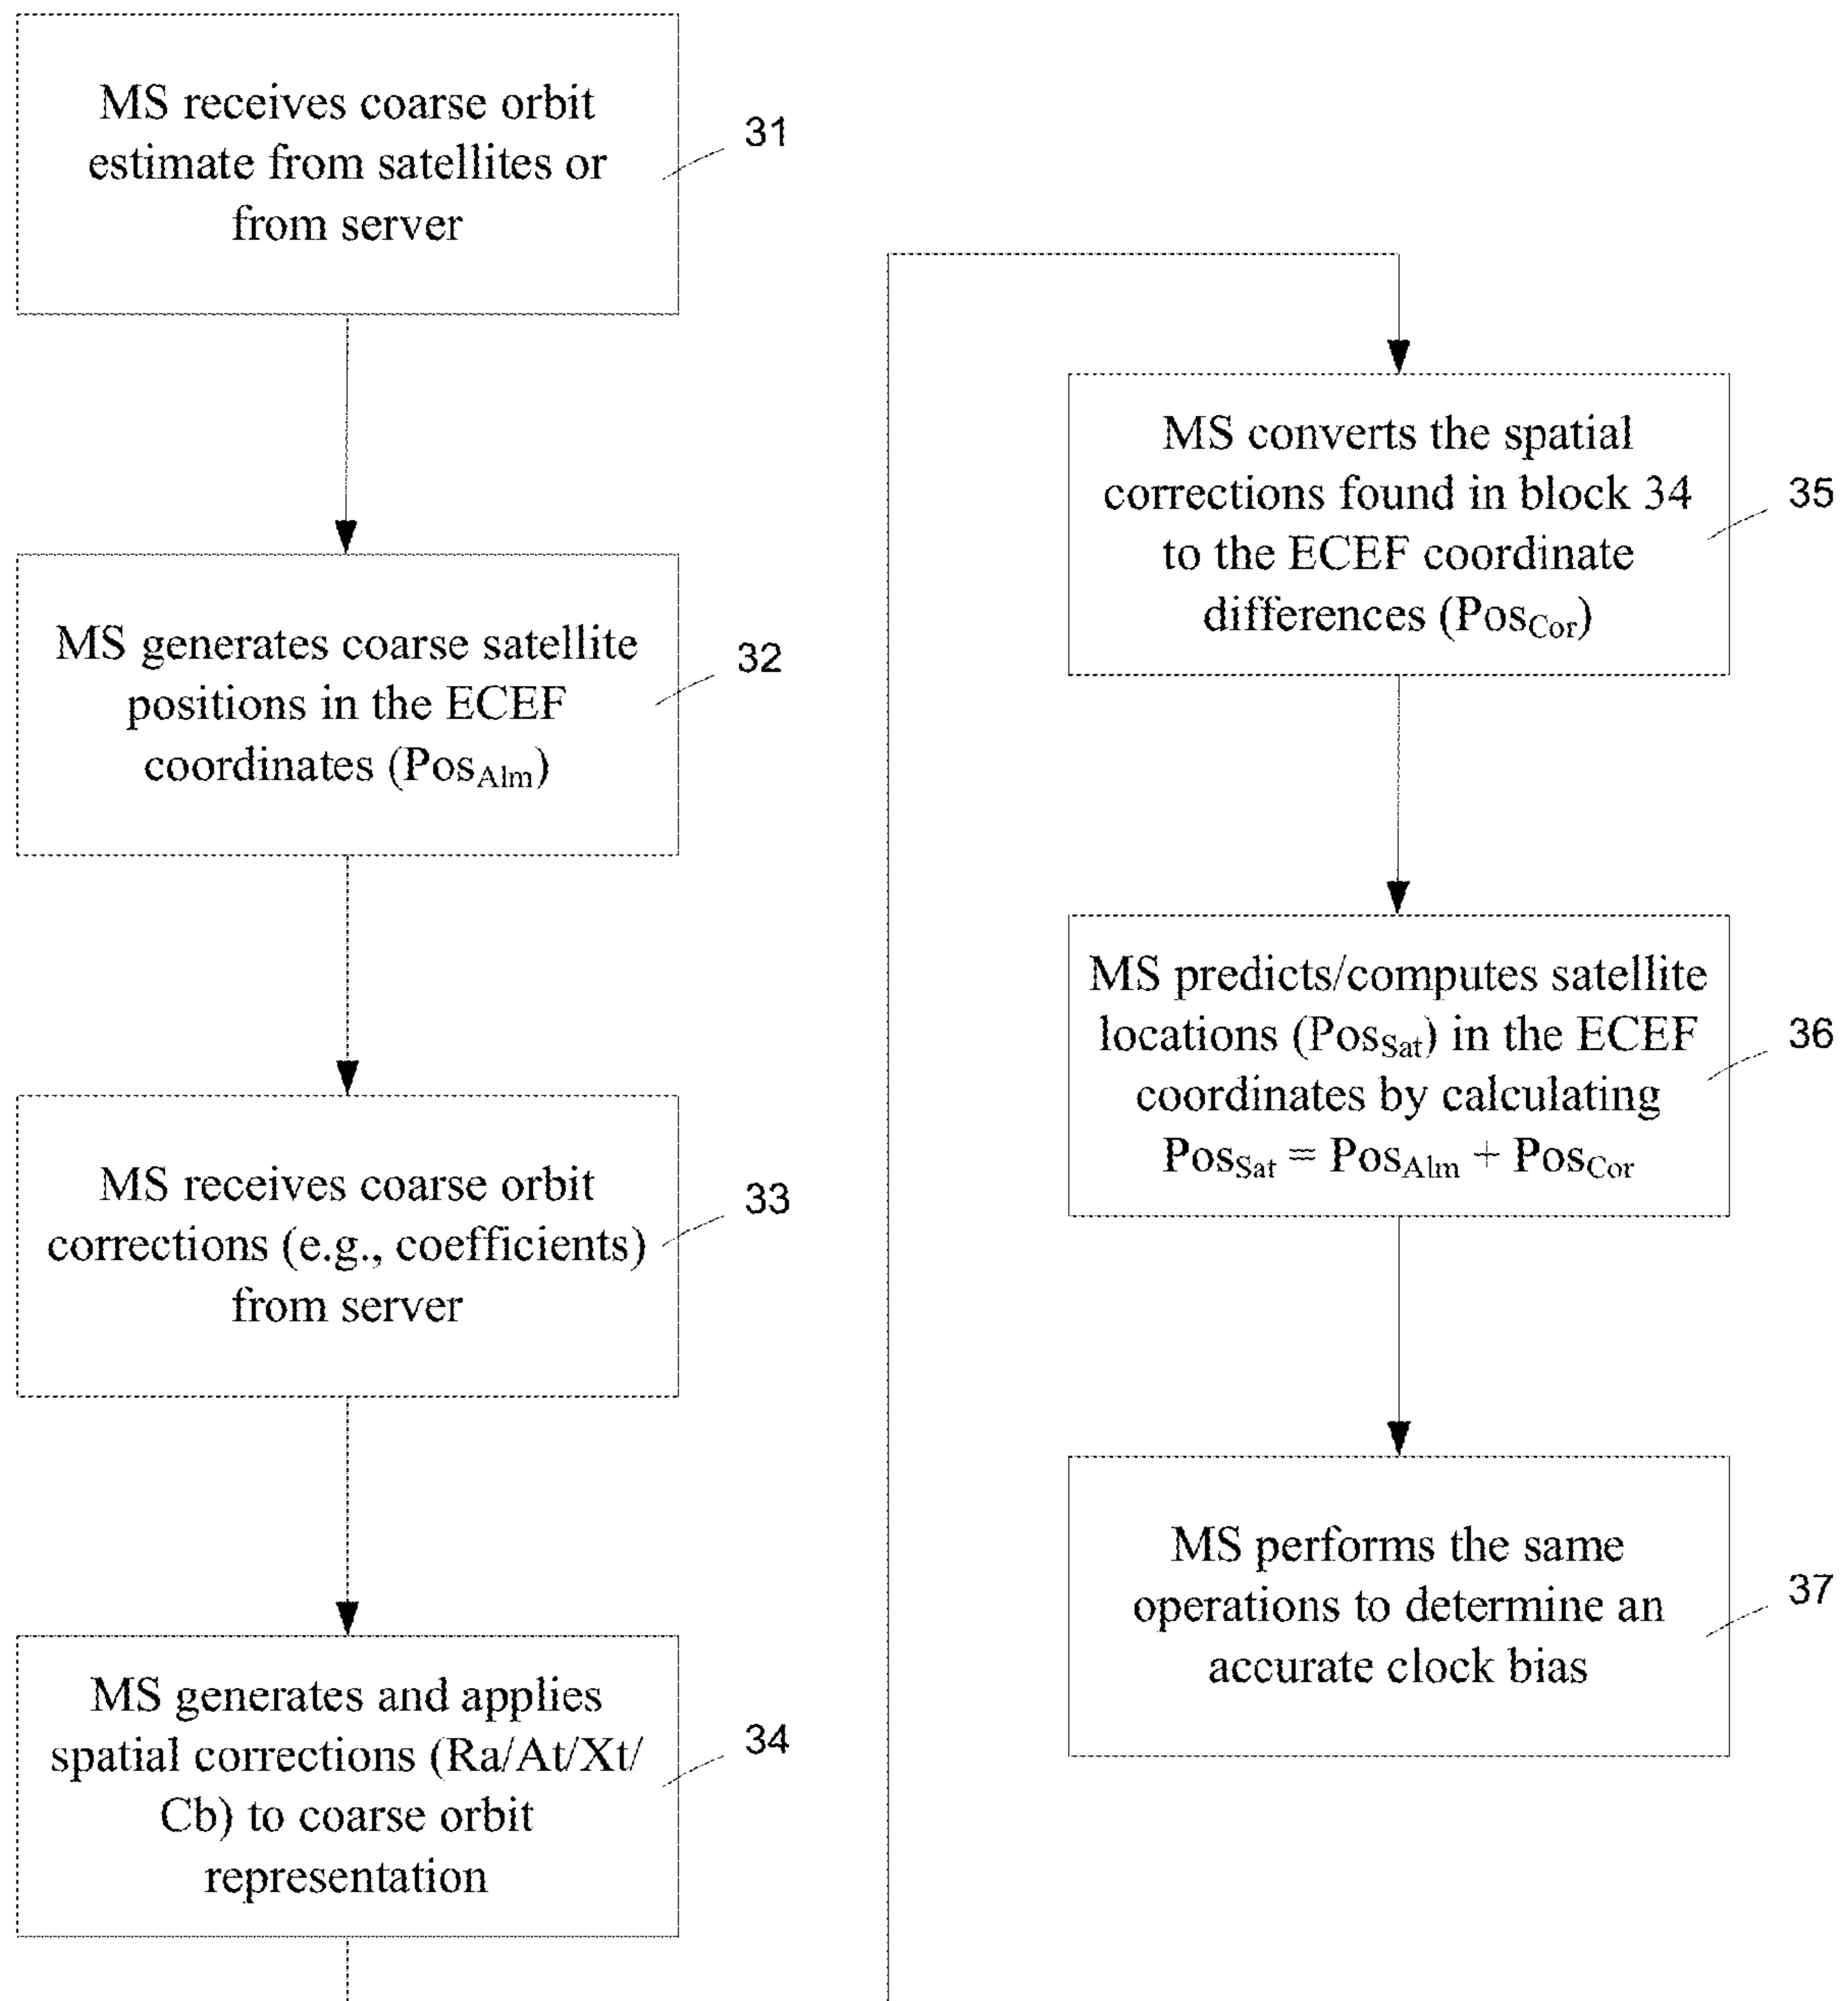 MS receives coarse orbit
estimate from satellites or
from server
31
MS generates coarse satellite
positions in the ECEF
coordinates (PosAlm)
32
MS receives coarse orbit
corrections (e.g., coefficients)
from server
33
MS generates and applies
spatial corrections (Ra/At/Xt/
Cb) to coarse orbit
representation
34
MS converts the spatial
corrections found in block 34
to the ECEF coordinate
differences (PosCor)
35
MS predicts/computes satellite
locations (PosSat) in the ECEF
coordinates by calculating
PosSat = PosAlm + PosCor
36
MS performs the same
operations to determine an
accurate clock bias
37